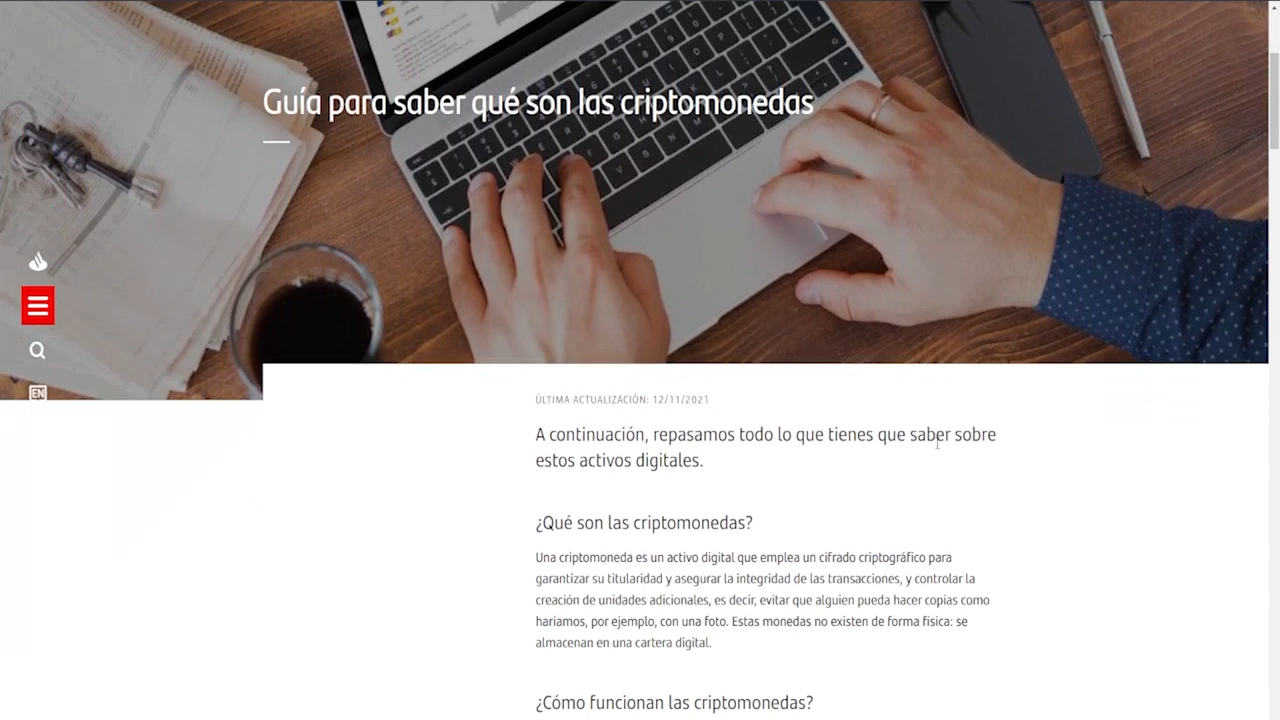 Guía para saber qué son las criptomonedas
EN
ÚLTIMA ACTUALIZACIÓN: 12/11/2021
A continuación, repasamos todo lo que tienes que saber sobre
estos activos digitales.
¿Qué son las criptomonedas?
Una criptomoneda es un activo digital que emplea un cifrado criptográfico para
garantizar su titularidad y asegurar la integridad de las transacciones, y controlar la
creación de unidades adicionales, es decir, evitar que alguien pueda hacer copias como
haríamos, por ejemplo, con una foto. Estas monedas no existen de forma física: se
almacenan en una cartera digital.
¿Cómo funcionan las criptomonedas?